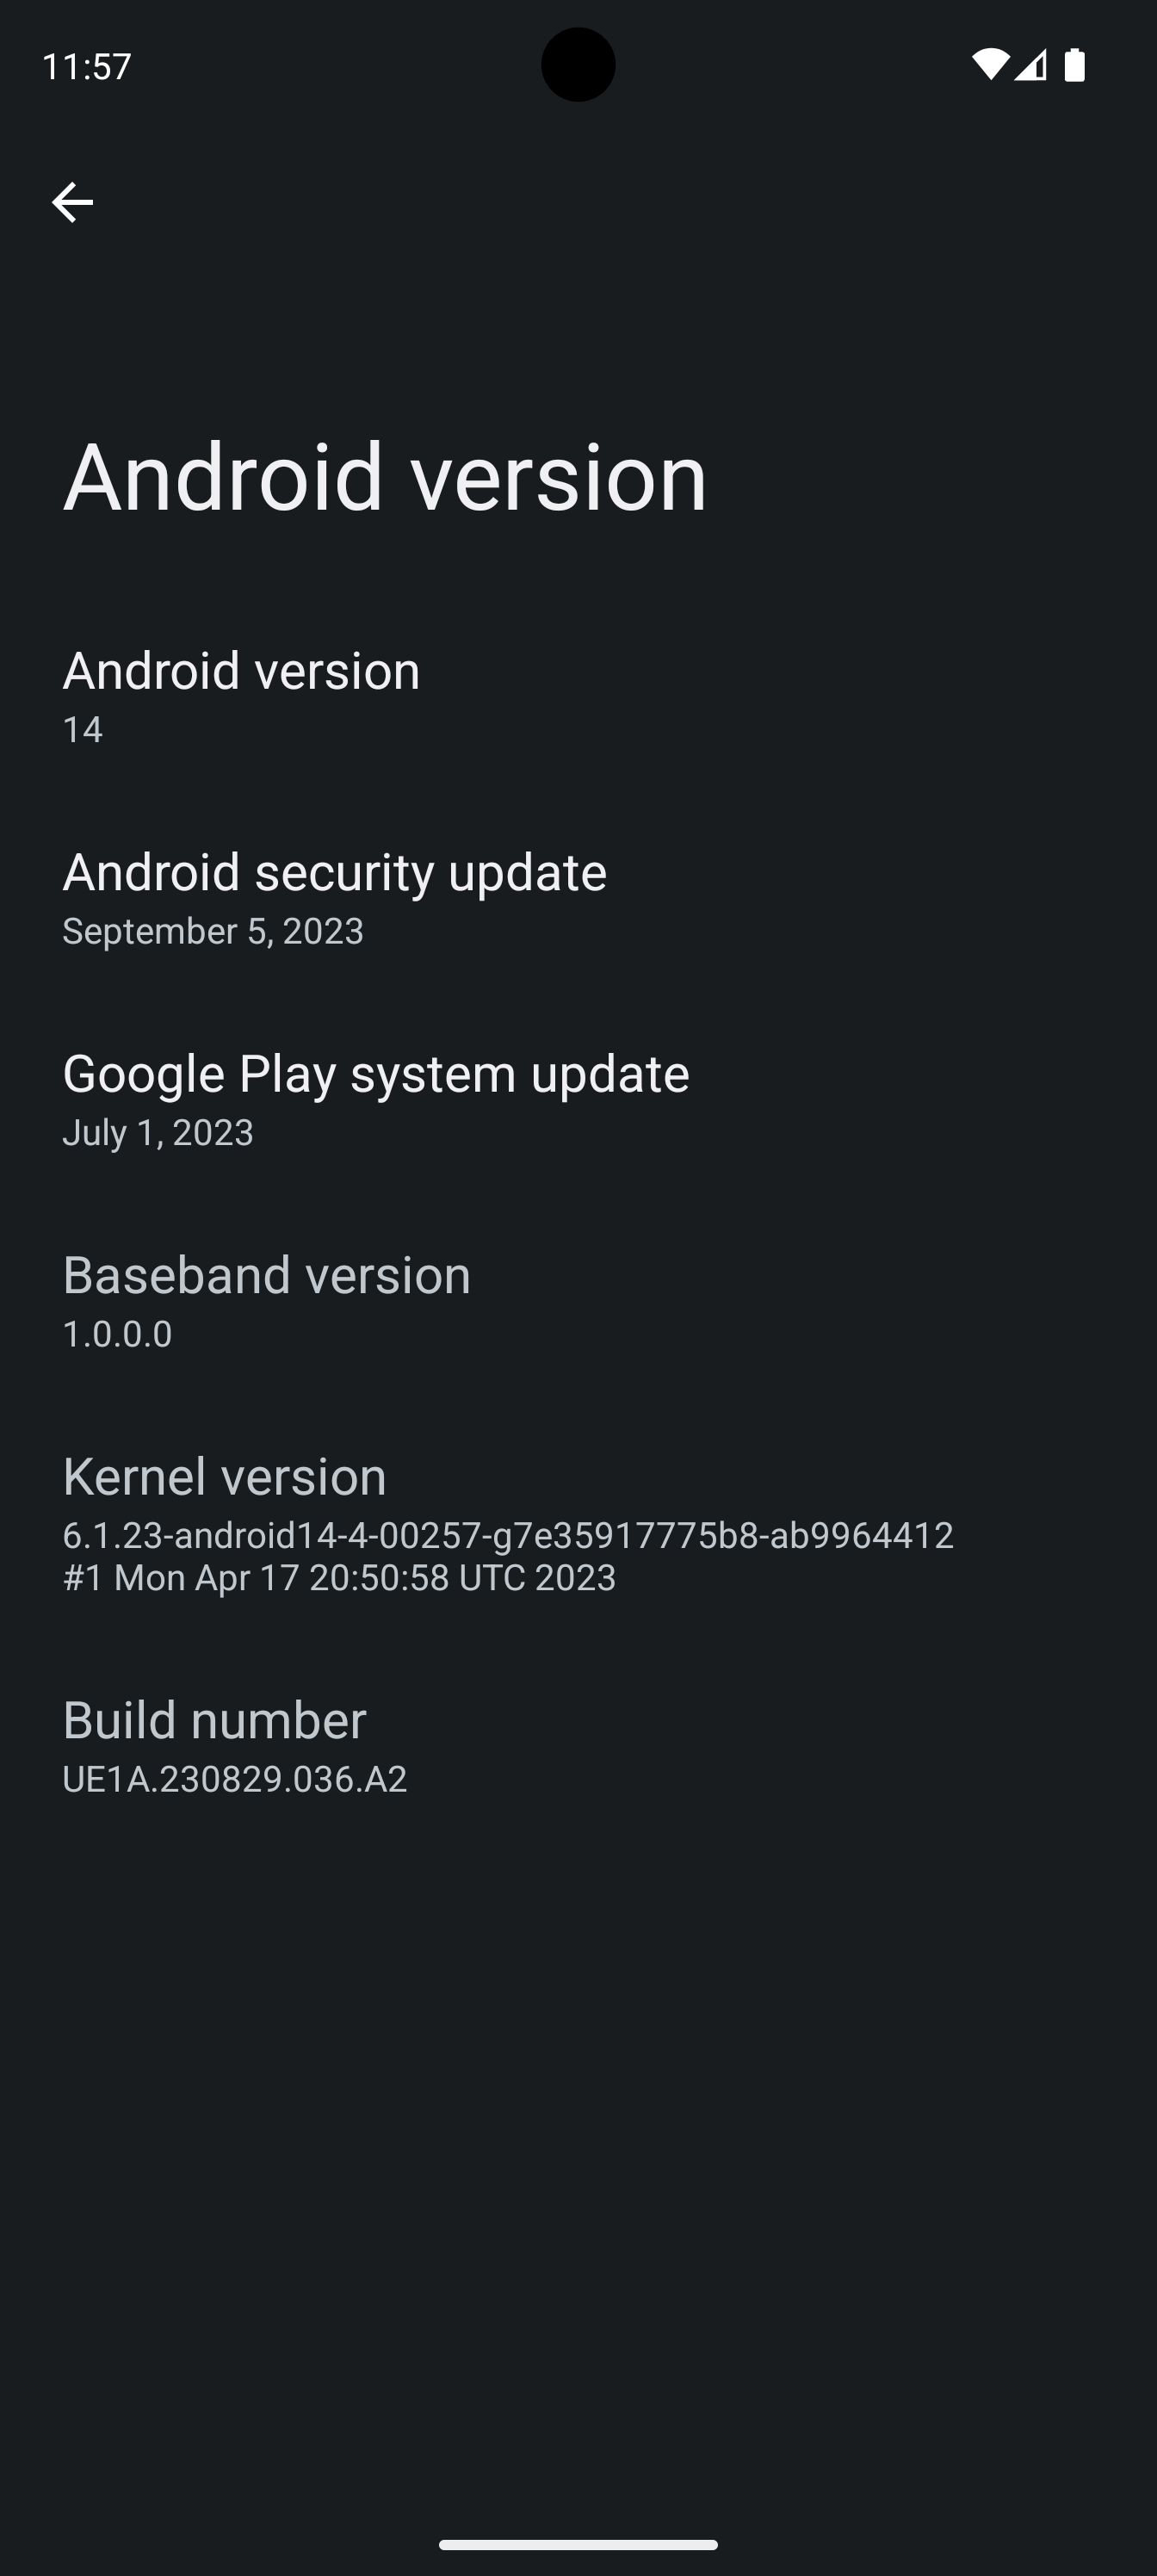 11:57
Android version
Android version
14
Android security update
September 5, 2023
Google Play system update
July 1, 2023
Baseband version
1.0.0.0
Kernel version
6.1.23-android14-4-00257-g7e35917775b8-ab9964412
#1 Mon Apr 17 20:50:58 UTC 2023
Build number
UE1A.230829.036.A2